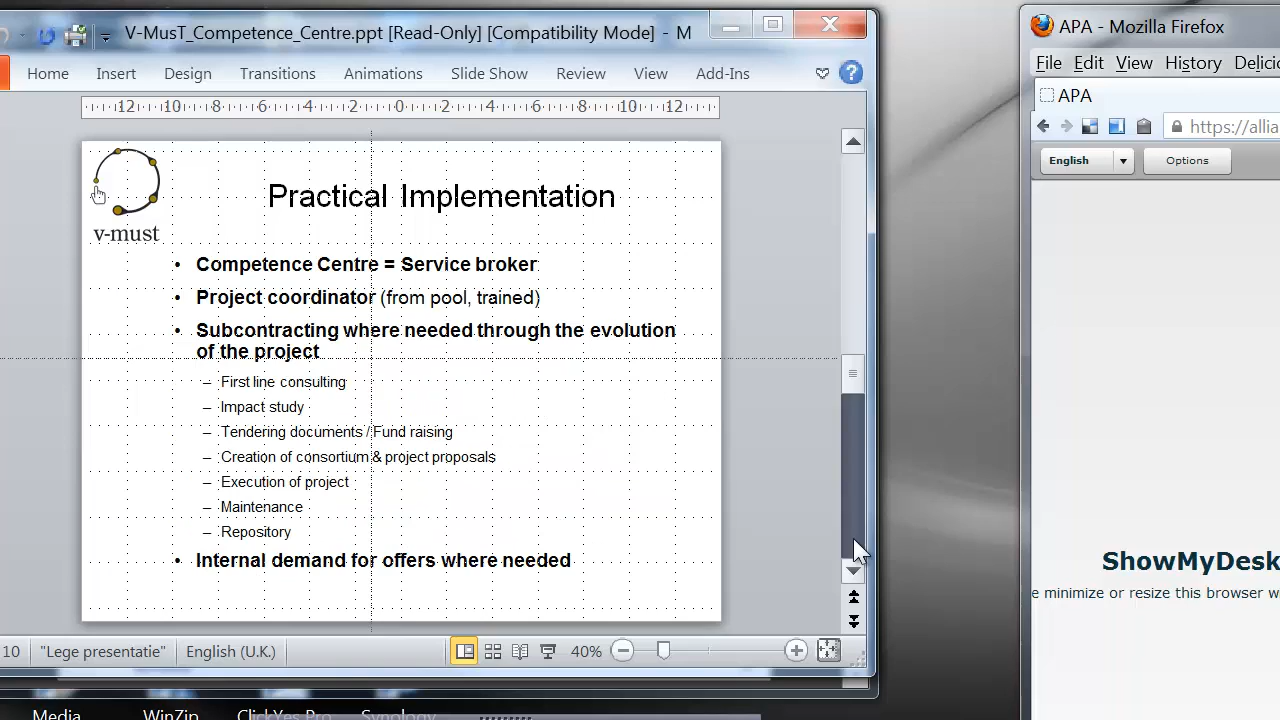 V-MusT_Competence_Centre.ppt [Read-Only] [Compatibility Mode] - M
Home Insert Design Transitions Animations Slide Show Review View Add-Ins
12 10 8 6 4 2 0 2 4 6 8 10 12
v-must
Practical Implementation
• Competence Centre = Service broker
• Project coordinator (from pool, trained)
• Subcontracting where needed through the evolution
of the project
– First line consulting
– Impact study
– Tendering documents / Fund raising
– Creation of consortium & project proposals
– Execution of project
– Maintenance
– Repository
• Internal demand for offers where needed
10 "Lege presentatie" English (U.K.) 40%
Media WinZip ClickYes Pro Synology
APA - Mozilla Firefox
File Edit View History Delicio
APA
https://allia
English Options
ShowMyDesk
e minimize or resize this browser w